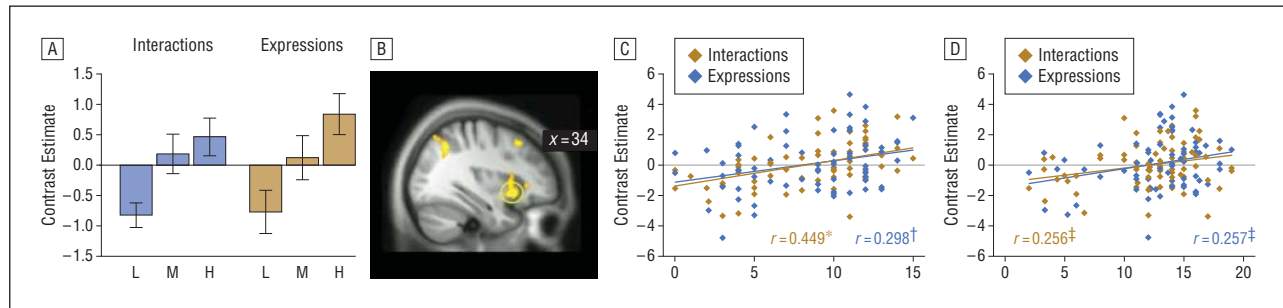 A
Interactions
Expressions
Contrast Estimate
1.5
1.0
0.5
0.0
−0.5
−1.0
−1.5
L M H L M H
B
x = 34
C
Interactions
Expressions
Contrast Estimate
6
4
2
0
−2
−4
−6
r = 0.449*
r = 0.298†
0 5 10 15
D
Interactions
Expressions
Contrast Estimate
6
4
2
0
−2
−4
−6
r = 0.256‡
r = 0.257‡
0 5 10 15 20